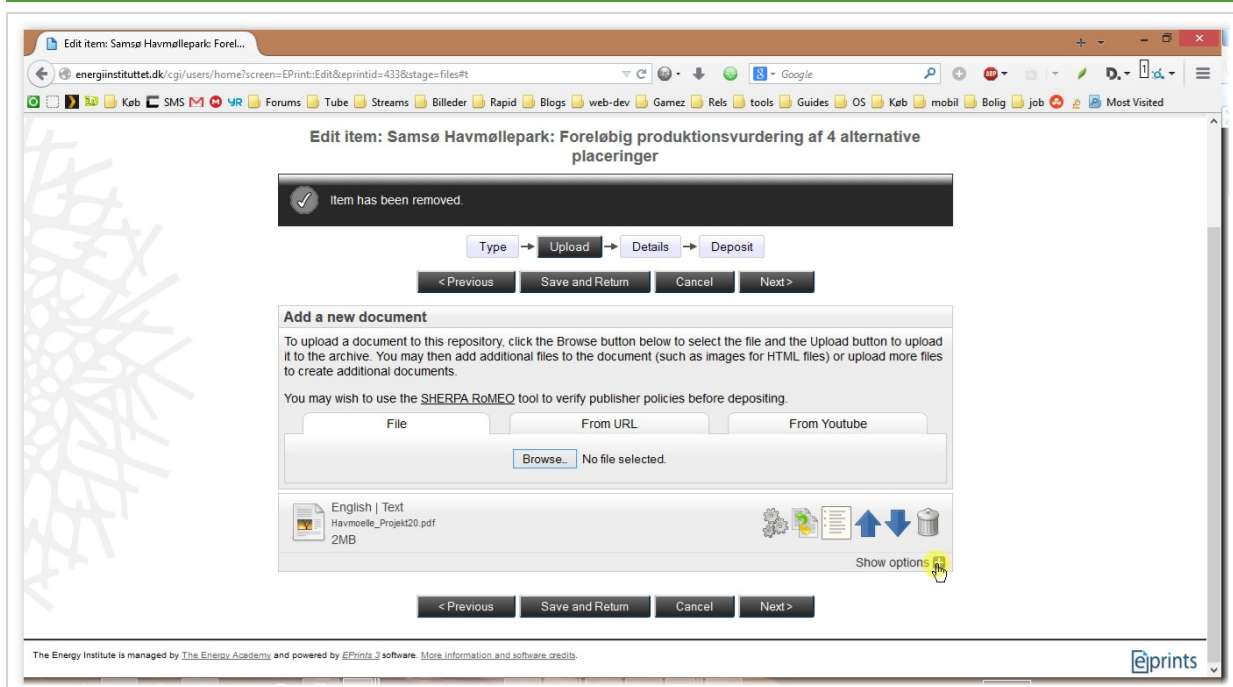 Edit item: Samsø Havmøllepark: Forel...
energiinstituttet.dk/cgi/users/home?screen=EPrint::Edit&eprintid=433&stage=files#t
Google
Køb SMS YR Forums Tube Streams Billeder Rapid Blogs web-dev Gamez Rels tools Guides OS Køb mobil Bolig job Most Visited
Edit item: Samsø Havmøllepark: Foreløbig produktionsvurdering af 4 alternative
placeringer
Item has been removed.
Type Upload Details Deposit
< Previous Save and Return Cancel Next >
Add a new document
To upload a document to this repository, click the Browse button below to select the file and the Upload button to upload
it to the archive. You may then add additional files to the document (such as images for HTML files) or upload more files
to create additional documents.
You may wish to use the SHERPA RoMEO tool to verify publisher policies before depositing.
File From URL From Youtube
Browse... No file selected.
English | Text
Havmoelle_Projekt20.pdf
2MB
Show options
< Previous Save and Return Cancel Next >
The Energy Institute is managed by The Energy Academy and powered by EPrints 3 software. More information and software credits.
eprints